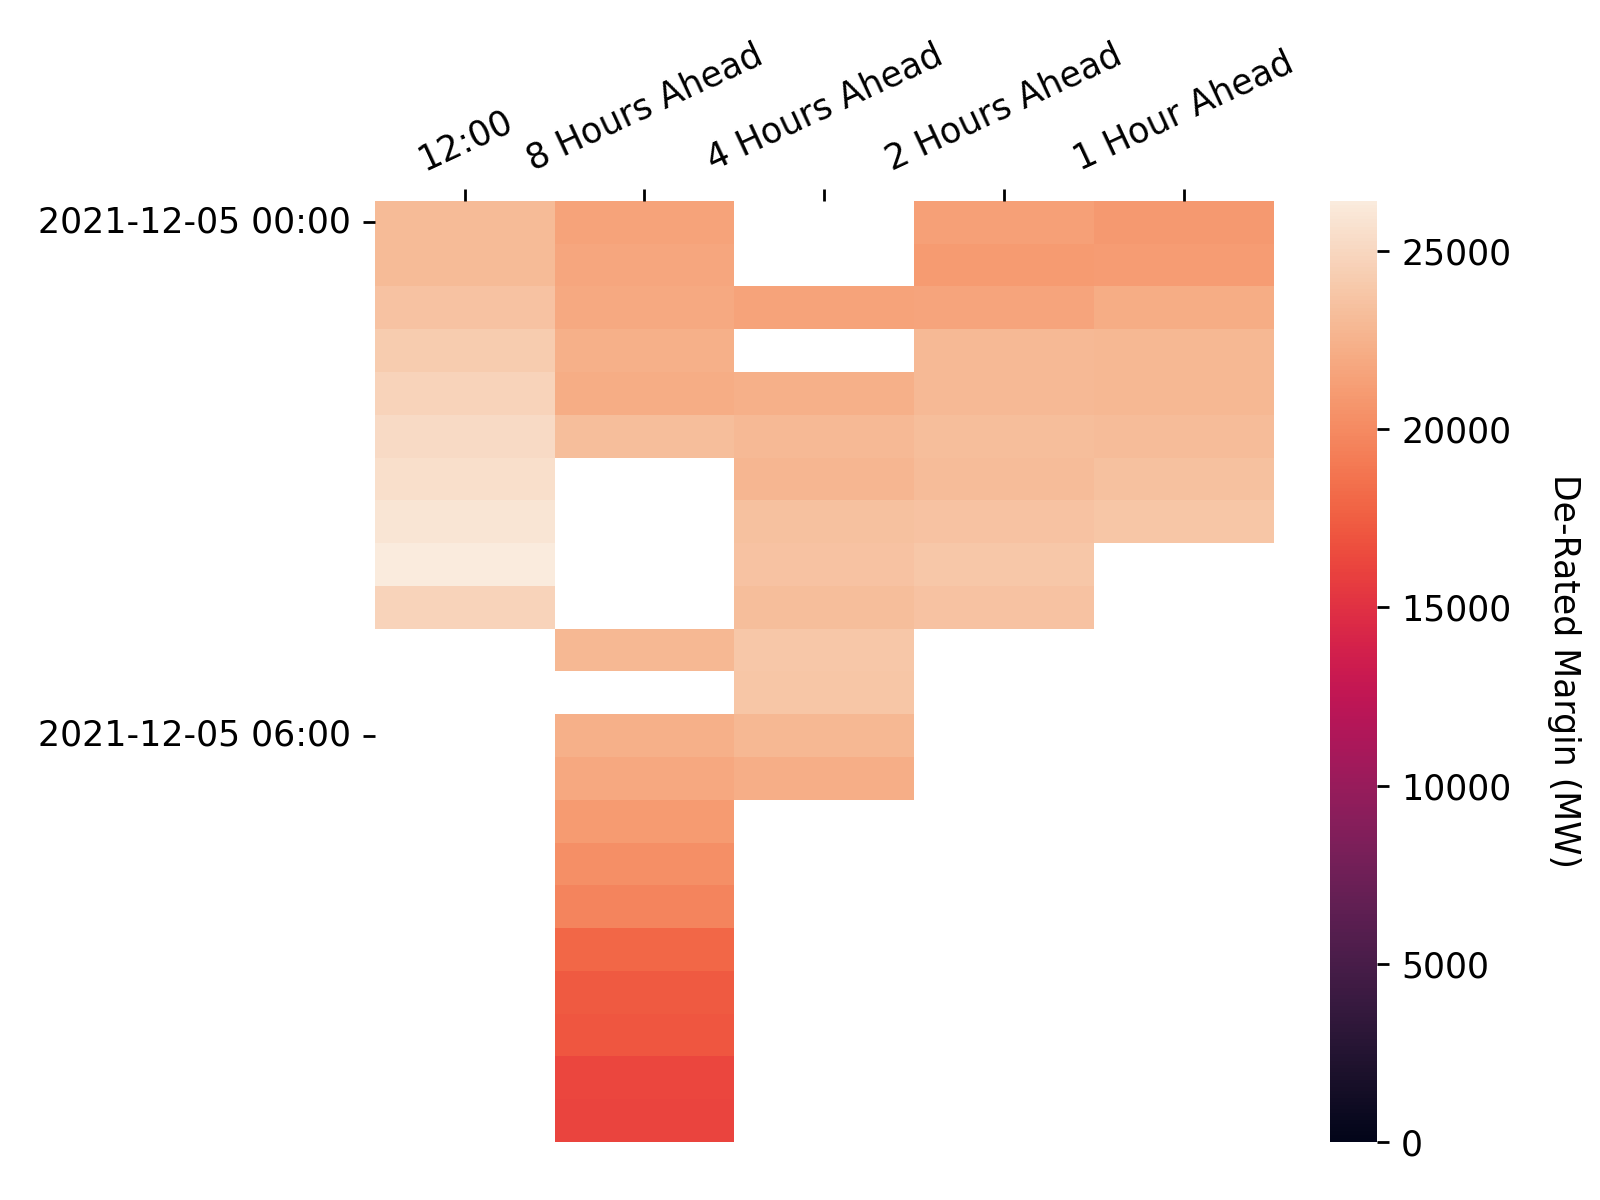 12:00
8 Hours Ahead
4 Hours Ahead
2 Hours Ahead
1 Hour Ahead
2021-12-05 00:00
2021-12-05 06:00
25000
20000
15000
10000
5000
0
De-Rated Margin (MW)